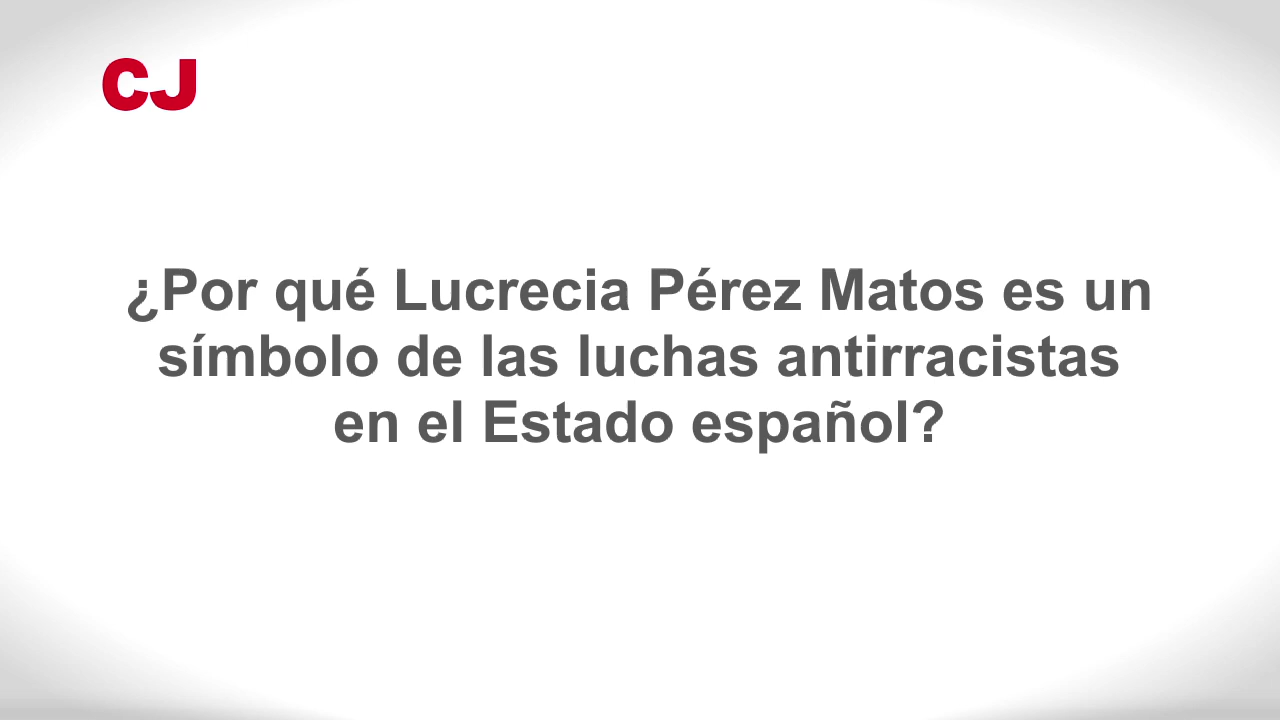 CJ
¿Por qué Lucrecia Pérez Matos es un
símbolo de las luchas antirracistas
en el Estado español?